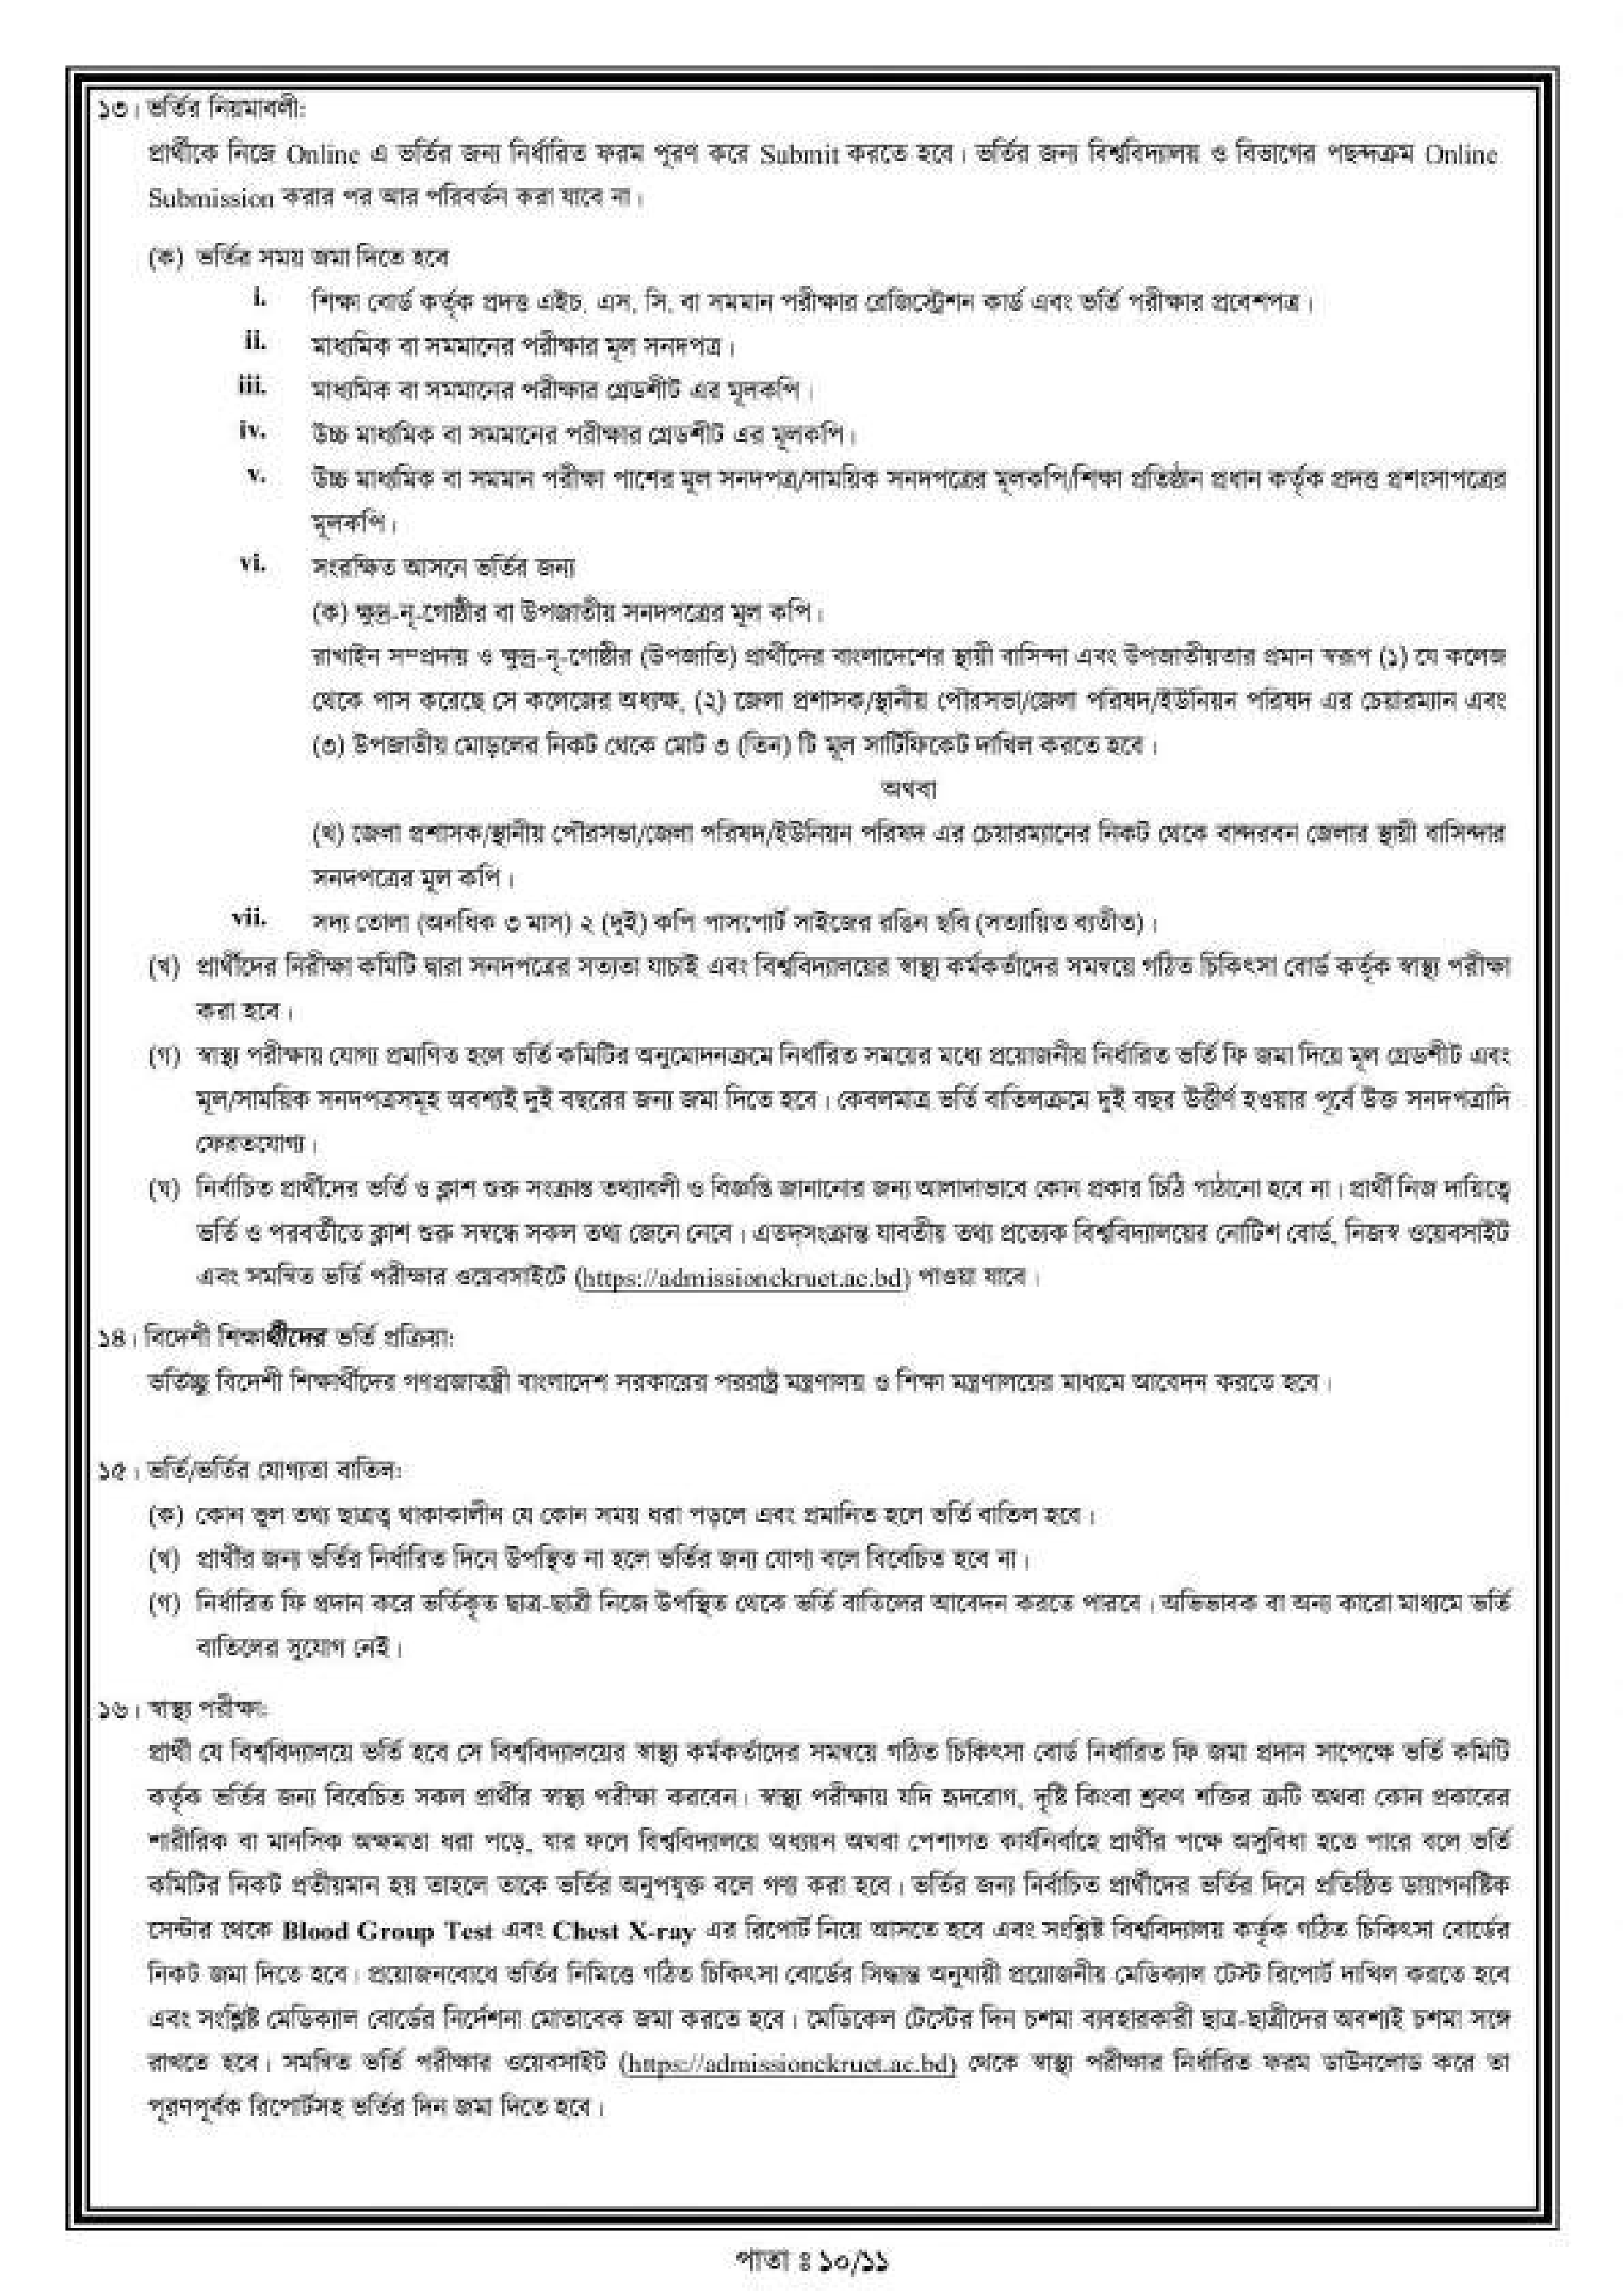 ১৩। ভর্তির নিয়মাবলী:
প্রার্থীকে নিজে Online এ ভর্তির জন্য নির্ধারিত ফরম পূরণ করে Submit করতে হবে। ভর্তির জন্য বিশ্ববিদ্যালয় ও বিভাগের পছন্দক্রম Online
Submission করার পর আর পরিবর্তন করা যাবে না।
(ক) ভর্তির সময় জমা দিতে হবে
i. শিক্ষা বোর্ড কর্তৃক প্রদত্ত এইচ. এস. সি. বা সমমান পরীক্ষার রেজিস্ট্রেশন কার্ড এবং ভর্তি পরীক্ষার প্রবেশপত্র।
ii. মাধ্যমিক বা সমমানের পরীক্ষার মূল সনদপত্র।
iii. মাধ্যমিক বা সমমানের পরীক্ষার গ্রেডশীট এর মূলকপি।
iv. উচ্চ মাধ্যমিক বা সমমানের পরীক্ষার গ্রেডশীট এর মূলকপি।
v. উচ্চ মাধ্যমিক বা সমমান পরীক্ষা পাশের মূল সনদপত্র/সাময়িক সনদপত্রের মূলকপি/শিক্ষা প্রতিষ্ঠান প্রধান কর্তৃক প্রদত্ত প্রশংসাপত্রের
মূলকপি।
vi. সংরক্ষিত আসনে ভর্তির জন্য
(ক) ক্ষুদ্র-নৃ-গোষ্ঠীর বা উপজাতীয় সনদপত্রের মূল কপি।
রাখাইন সম্প্রদায় ও ক্ষুদ্র-নৃ-গোষ্ঠীর (উপজাতি) প্রার্থীদের বাংলাদেশের স্থায়ী বাসিন্দা এবং উপজাতীয়তার প্রমান স্বরূপ (১) যে কলেজ
থেকে পাস করেছে সে কলেজের অধ্যক্ষ, (২) জেলা প্রশাসক/স্থানীয় পৌরসভা/জেলা পরিষদ/ইউনিয়ন পরিষদ এর চেয়ারম্যান এবং
(৩) উপজাতীয় মোড়লের নিকট থেকে মোট ৩ (তিন) টি মূল সার্টিফিকেট দাখিল করতে হবে।
অথবা
(খ) জেলা প্রশাসক/স্থানীয় পৌরসভা/জেলা পরিষদ/ইউনিয়ন পরিষদ এর চেয়ারম্যানের নিকট থেকে বান্দরবন জেলার স্থায়ী বাসিন্দার
সনদপত্রের মূল কপি।
vii. সদ্য তোলা (অনধিক ৩ মাস) ২ (দুই) কপি পাসপোর্ট সাইজের রঙিন ছবি (সত্যায়িত ব্যতীত)।
(খ) প্রার্থীদের নিরীক্ষা কমিটি দ্বারা সনদপত্রের সত্যতা যাচাই এবং বিশ্ববিদ্যালয়ের স্বাস্থ্য কর্মকর্তাদের সমন্বয়ে গঠিত চিকিৎসা বোর্ড কর্তৃক স্বাস্থ্য পরীক্ষা
করা হবে।
(গ) স্বাস্থ্য পরীক্ষায় যোগ্য প্রমাণিত হলে ভর্তি কমিটির অনুমোদনক্রমে নির্ধারিত সময়ের মধ্যে প্রয়োজনীয় নির্ধারিত ভর্তি ফি জমা দিয়ে মূল গ্রেডশীট এবং
মূল/সাময়িক সনদপত্রসমূহ অবশ্যই দুই বছরের জন্য জমা দিতে হবে। কেবলমাত্র ভর্তি বাতিলক্রমে দুই বছর উত্তীর্ণ হওয়ার পূর্বে উক্ত সনদপত্রাদি
ফেরতযোগ্য।
(ঘ) নির্বাচিত প্রার্থীদের ভর্তি ও ক্লাশ শুরু সংক্রান্ত তথ্যাবলী ও বিজ্ঞপ্তি জানানোর জন্য আলাদাভাবে কোন প্রকার চিঠি পাঠানো হবে না। প্রার্থী নিজ দায়িত্বে
ভর্তি ও পরবর্তীতে ক্লাশ শুরু সম্বন্ধে সকল তথ্য জেনে নেবে। এতদ্‌সংক্রান্ত যাবতীয় তথ্য প্রত্যেক বিশ্ববিদ্যালয়ের নোটিশ বোর্ড, নিজস্ব ওয়েবসাইট
এবং সমন্বিত ভর্তি পরীক্ষার ওয়েবসাইটে (https://admissionckruet.ac.bd) পাওয়া যাবে।
১৪। বিদেশী শিক্ষার্থীদের ভর্তি প্রক্রিয়া:
ভর্তিচ্ছু বিদেশী শিক্ষার্থীদের গণপ্রজাতন্ত্রী বাংলাদেশ সরকারের পররাষ্ট্র মন্ত্রণালয় ও শিক্ষা মন্ত্রণালয়ের মাধ্যমে আবেদন করতে হবে।
১৫। ভর্তি/ভর্তির যোগ্যতা বাতিল:
(ক) কোন ভুল তথ্য ছাত্রত্ব থাকাকালীন যে কোন সময় ধরা পড়লে এবং প্রমানিত হলে ভর্তি বাতিল হবে।
(খ) প্রার্থীর জন্য ভর্তির নির্ধারিত দিনে উপস্থিত না হলে ভর্তির জন্য যোগ্য বলে বিবেচিত হবে না।
(গ) নির্ধারিত ফি প্রদান করে ভর্তিকৃত ছাত্র-ছাত্রী নিজে উপস্থিত থেকে ভর্তি বাতিলের আবেদন করতে পারবে। অভিভাবক বা অন্য কারো মাধ্যমে ভর্তি
বাতিলের সুযোগ নেই।
১৬। স্বাস্থ্য পরীক্ষা:
প্রার্থী যে বিশ্ববিদ্যালয়ে ভর্তি হবে সে বিশ্ববিদ্যালয়ের স্বাস্থ্য কর্মকর্তাদের সমন্বয়ে গঠিত চিকিৎসা বোর্ড নির্ধারিত ফি জমা প্রদান সাপেক্ষে ভর্তি কমিটি
কর্তৃক ভর্তির জন্য বিবেচিত সকল প্রার্থীর স্বাস্থ্য পরীক্ষা করবেন। স্বাস্থ্য পরীক্ষায় যদি হৃদরোগ, দৃষ্টি কিংবা শ্রবণ শক্তির ত্রুটি অথবা কোন প্রকারের
শারীরিক বা মানসিক অক্ষমতা ধরা পড়ে, যার ফলে বিশ্ববিদ্যালয়ে অধ্যয়ন অথবা পেশাগত কার্যনির্বাহে প্রার্থীর পক্ষে অসুবিধা হতে পারে বলে ভর্তি
কমিটির নিকট প্রতীয়মান হয় তাহলে তাকে ভর্তির অনুপযুক্ত বলে গণ্য করা হবে। ভর্তির জন্য নির্বাচিত প্রার্থীদের ভর্তির দিনে প্রতিষ্ঠিত ডায়াগনষ্টিক
সেন্টার থেকে Blood Group Test এবং Chest X-ray এর রিপোর্ট নিয়ে আসতে হবে এবং সংশ্লিষ্ট বিশ্ববিদ্যালয় কর্তৃক গঠিত চিকিৎসা বোর্ডের
নিকট জমা দিতে হবে। প্রয়োজনবোধে ভর্তির নিমিত্তে গঠিত চিকিৎসা বোর্ডের সিদ্ধান্ত অনুযায়ী প্রয়োজনীয় মেডিক্যাল টেস্ট রিপোর্ট দাখিল করতে হবে
এবং সংশ্লিষ্ট মেডিক্যাল বোর্ডের নির্দেশনা মোতাবেক জমা করতে হবে। মেডিকেল টেস্টের দিন চশমা ব্যবহারকারী ছাত্র-ছাত্রীদের অবশ্যই চশমা সঙ্গে
রাখতে হবে। সমন্বিত ভর্তি পরীক্ষার ওয়েবসাইট (https://admissionckruet.ac.bd) থেকে স্বাস্থ্য পরীক্ষার নির্ধারিত ফরম ডাউনলোড করে তা
পূরণপূর্বক রিপোর্টসহ ভর্তির দিন জমা দিতে হবে।
পাতা ঃ ১০/১১